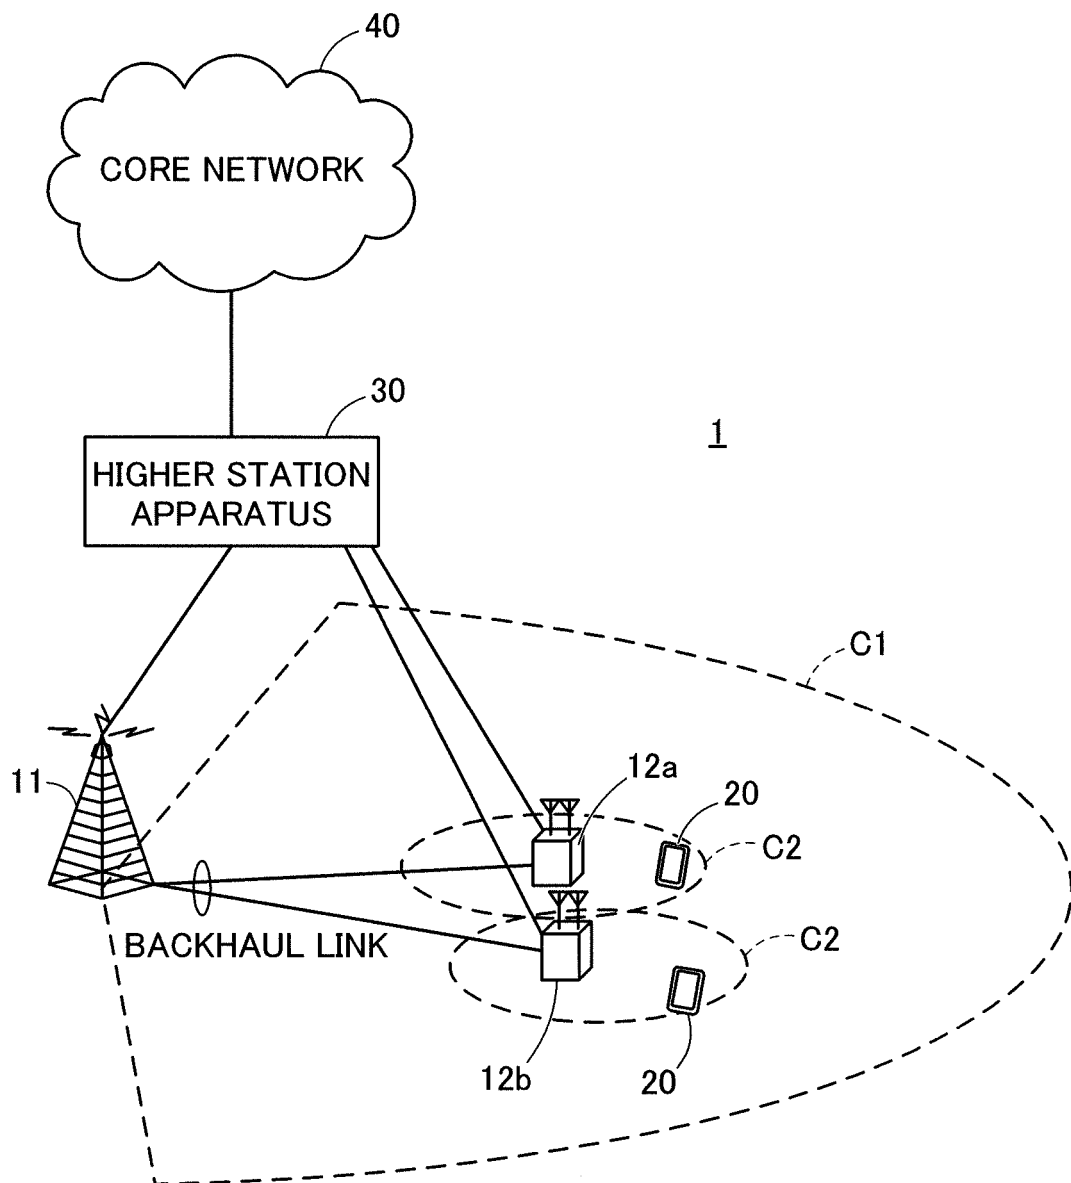 40
CORE NETWORK
30
1
HIGHER STATION
APPARATUS
C1
11
12a
20
C2
BACKHAUL LINK
C2
12b
20